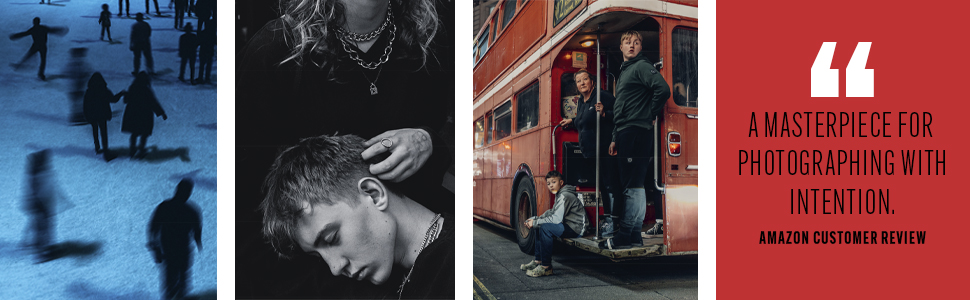 “
A MASTERPIECE FOR
PHOTOGRAPHING WITH
INTENTION.
AMAZON CUSTOMER REVIEW